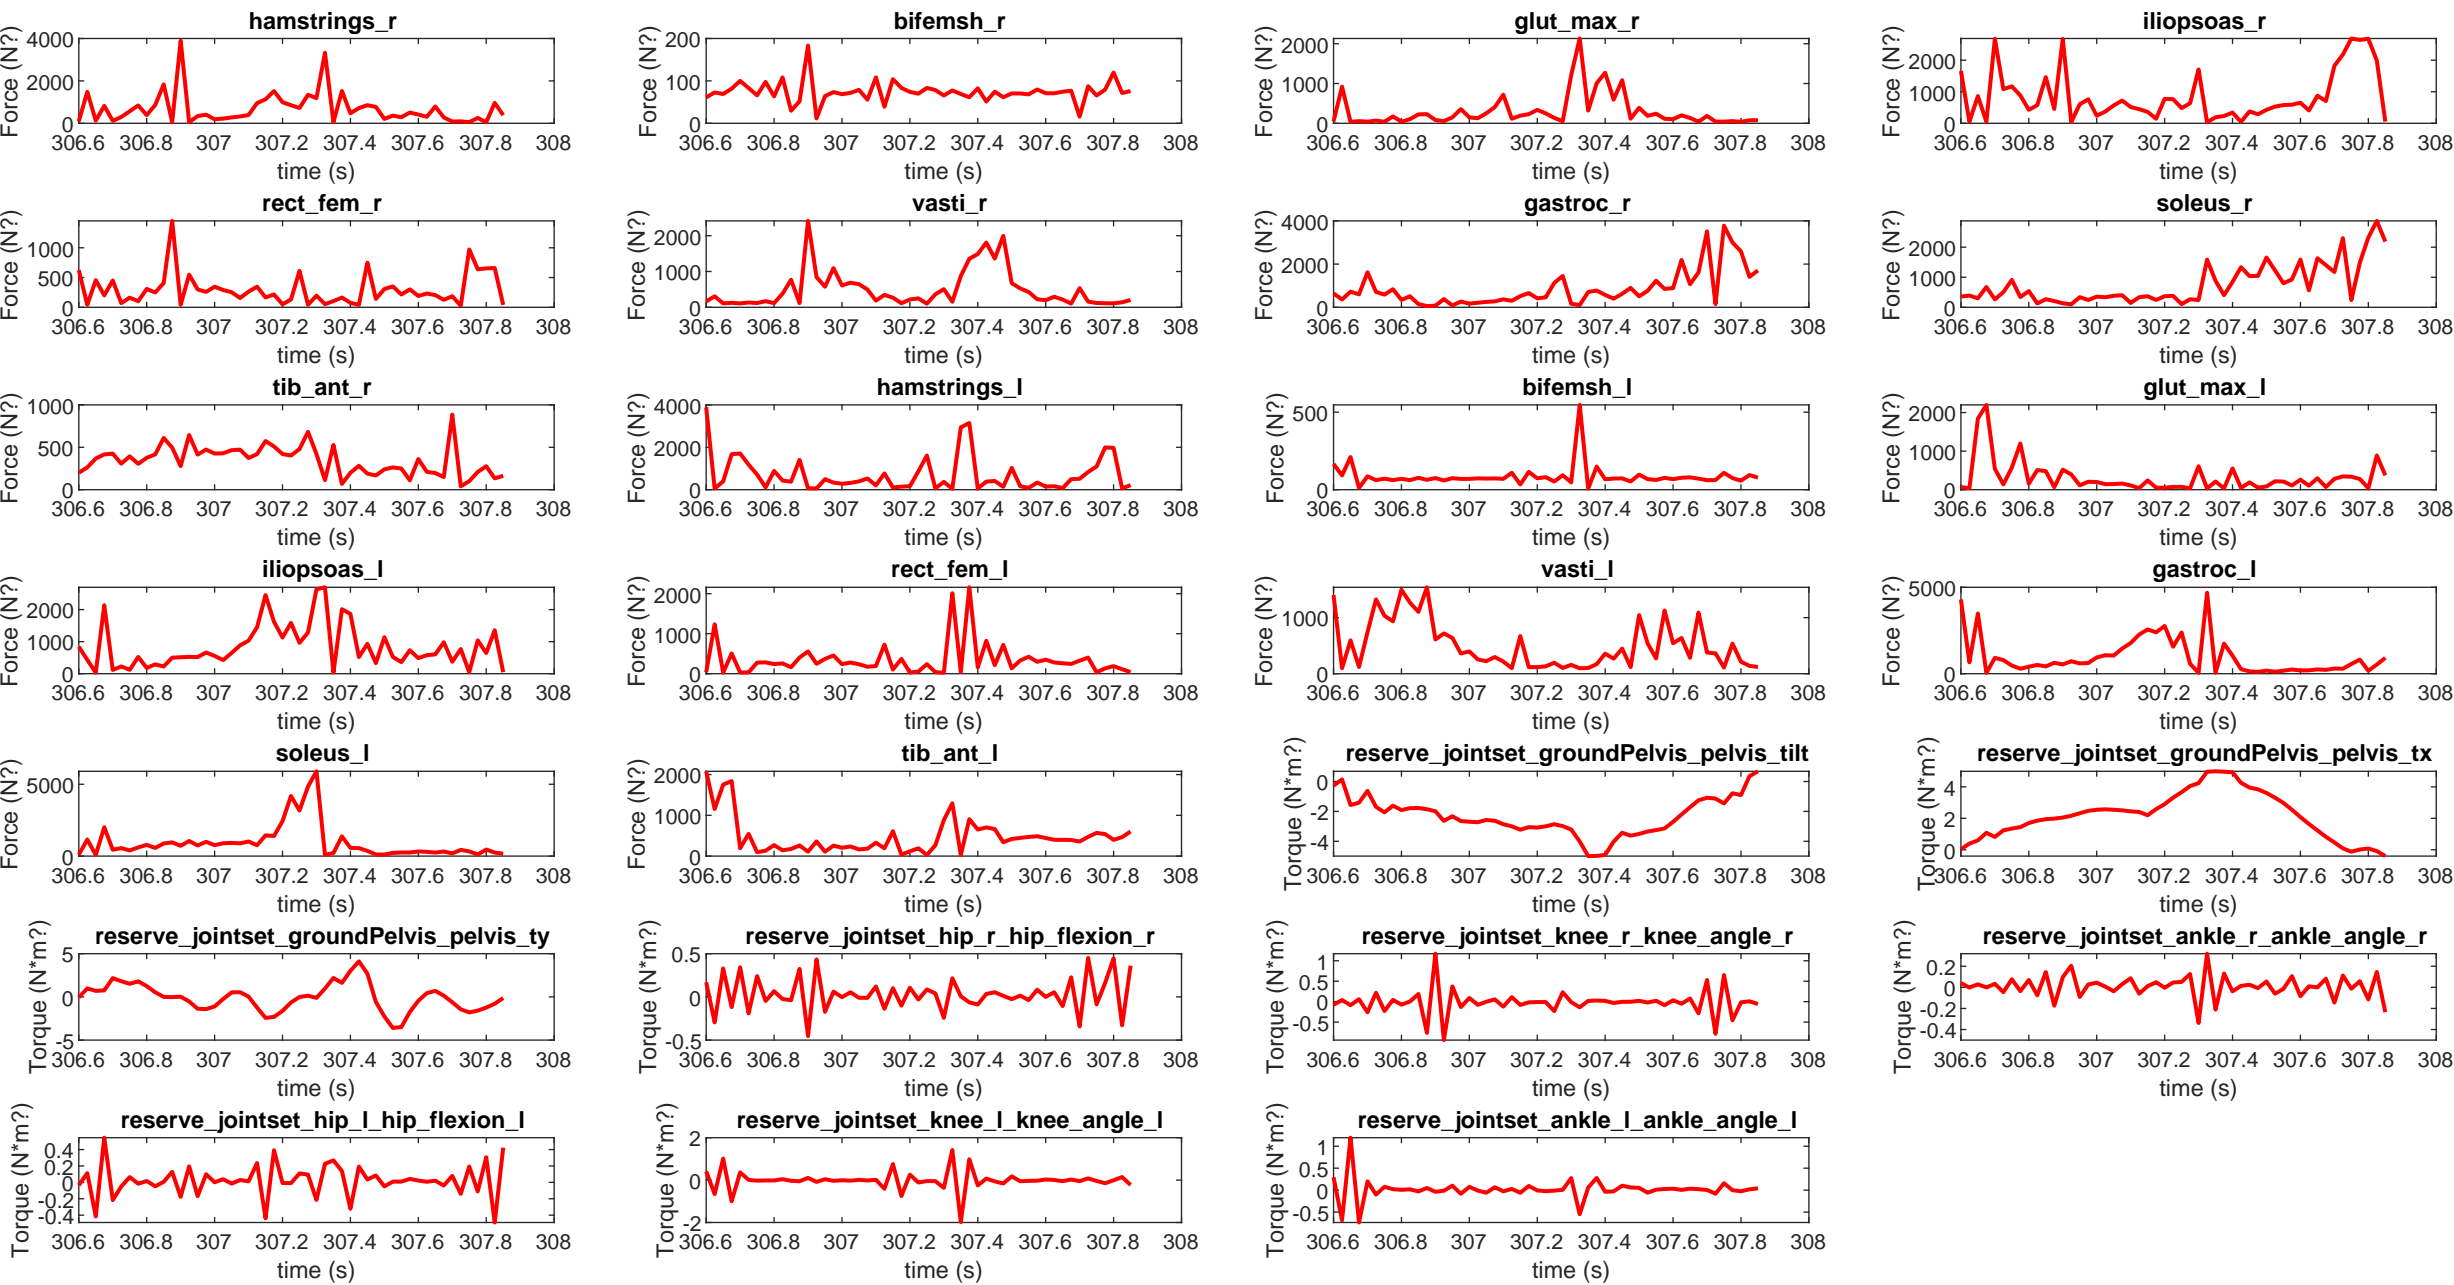 hamstrings_r
bifemsh_r
glut_max_r
iliopsoas_r
Force (N?)
4000
2000
0
306.6 306.8 307 307.2 307.4 307.6 307.8 308
time (s)
Force (N?)
200
100
0
306.6 306.8 307 307.2 307.4 307.6 307.8 308
time (s)
Force (N?)
2000
1000
0
306.6 306.8 307 307.2 307.4 307.6 307.8 308
time (s)
Force (N?)
2000
1000
0
306.6 306.8 307 307.2 307.4 307.6 307.8 308
time (s)
rect_fem_r
vasti_r
gastroc_r
soleus_r
Force (N?)
1000
500
0
306.6 306.8 307 307.2 307.4 307.6 307.8 308
time (s)
Force (N?)
2000
1000
0
306.6 306.8 307 307.2 307.4 307.6 307.8 308
time (s)
Force (N?)
4000
2000
0
306.6 306.8 307 307.2 307.4 307.6 307.8 308
time (s)
Force (N?)
2000
1000
0
306.6 306.8 307 307.2 307.4 307.6 307.8 308
time (s)
tib_ant_r
hamstrings_l
bifemsh_l
glut_max_l
Force (N?)
1000
500
0
306.6 306.8 307 307.2 307.4 307.6 307.8 308
time (s)
Force (N?)
4000
2000
0
306.6 306.8 307 307.2 307.4 307.6 307.8 308
time (s)
Force (N?)
500
0
306.6 306.8 307 307.2 307.4 307.6 307.8 308
time (s)
Force (N?)
2000
1000
0
306.6 306.8 307 307.2 307.4 307.6 307.8 308
time (s)
iliopsoas_l
rect_fem_l
vasti_l
gastroc_l
Force (N?)
2000
1000
0
306.6 306.8 307 307.2 307.4 307.6 307.8 308
time (s)
Force (N?)
2000
1000
0
306.6 306.8 307 307.2 307.4 307.6 307.8 308
time (s)
Force (N?)
1000
0
306.6 306.8 307 307.2 307.4 307.6 307.8 308
time (s)
Force (N?)
5000
0
306.6 306.8 307 307.2 307.4 307.6 307.8 308
time (s)
soleus_l
tib_ant_l
reserve_jointset_groundPelvis_pelvis_tilt
reserve_jointset_groundPelvis_pelvis_tx
Force (N?)
5000
0
306.6 306.8 307 307.2 307.4 307.6 307.8 308
time (s)
Force (N?)
2000
1000
0
306.6 306.8 307 307.2 307.4 307.6 307.8 308
time (s)
Torque (N*m?)
0
-2
-4
306.6 306.8 307 307.2 307.4 307.6 307.8 308
time (s)
Torque (N*m?)
4
2
0
306.6 306.8 307 307.2 307.4 307.6 307.8 308
time (s)
reserve_jointset_groundPelvis_pelvis_ty
reserve_jointset_hip_r_hip_flexion_r
reserve_jointset_knee_r_knee_angle_r
reserve_jointset_ankle_r_ankle_angle_r
Torque (N*m?)
5
0
-5
306.6 306.8 307 307.2 307.4 307.6 307.8 308
time (s)
Torque (N*m?)
0.5
0
-0.5
306.6 306.8 307 307.2 307.4 307.6 307.8 308
time (s)
Torque (N*m?)
1
0.5
0
-0.5
306.6 306.8 307 307.2 307.4 307.6 307.8 308
time (s)
Torque (N*m?)
0.2
0
-0.2
-0.4
306.6 306.8 307 307.2 307.4 307.6 307.8 308
time (s)
reserve_jointset_hip_l_hip_flexion_l
reserve_jointset_knee_l_knee_angle_l
reserve_jointset_ankle_l_ankle_angle_l
Torque (N*m?)
0.4
0.2
0
-0.2
-0.4
306.6 306.8 307 307.2 307.4 307.6 307.8 308
time (s)
Torque (N*m?)
2
0
-2
306.6 306.8 307 307.2 307.4 307.6 307.8 308
time (s)
Torque (N*m?)
1
0.5
0
-0.5
306.6 306.8 307 307.2 307.4 307.6 307.8 308
time (s)